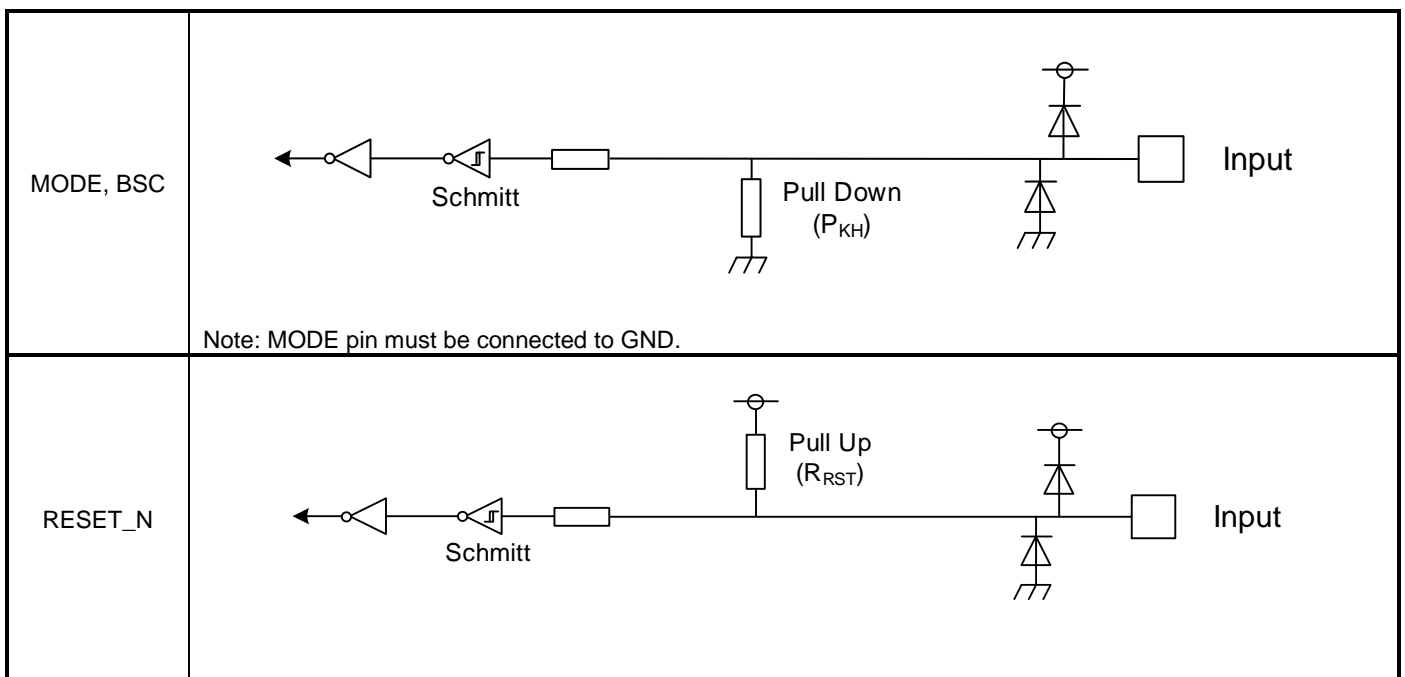 MODE, BSC
Schmitt
Pull Down
(PKH)
Input
Note: MODE pin must be connected to GND.
RESET_N
Pull Up
(RRST)
Schmitt
Input